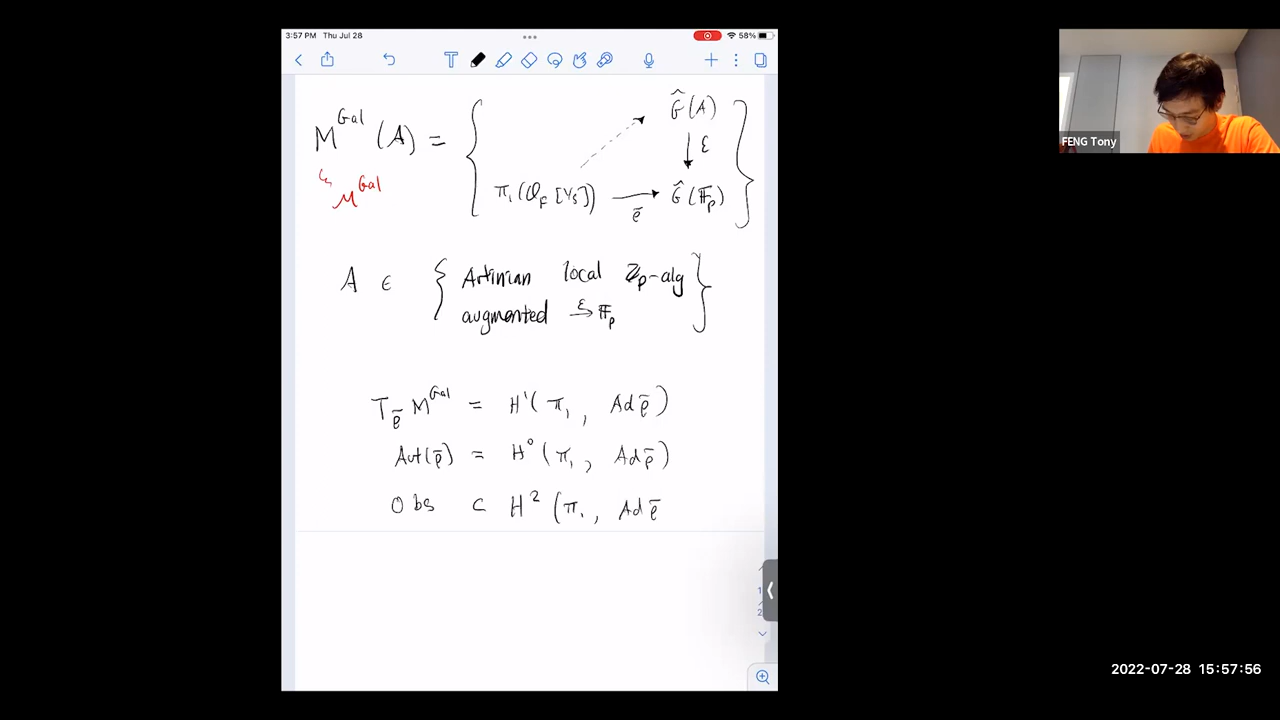 3:57 PM Thu Jul 28
58%
M^Gal (A) = { Ĝ(A)
↓ ε
π₁(O_F[1/S]) → Ĝ(F_p) }
ρ̄
↪ M^Gal
A ∈ { Artinian local Z_p-alg
augmented →^ε F_p }
T_ρ̄ M^Gal = H¹(π₁, Ad ρ̄)
Aut(ρ̄) = H⁰(π₁, Ad ρ̄)
Obs ⊂ H²(π₁, Ad ρ̄
FENG Tony
2022-07-28 15:57:56